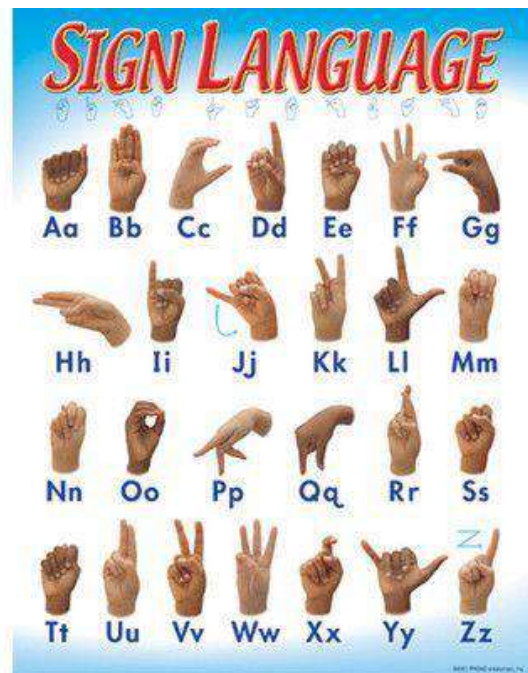 SIGN LANGUAGE
Aa Bb Cc Dd Ee Ff Gg
Hh Ii Jj Kk Ll Mm
Nn Oo Pp Qq Rr Ss
Tt Uu Vv Ww Xx Yy Zz